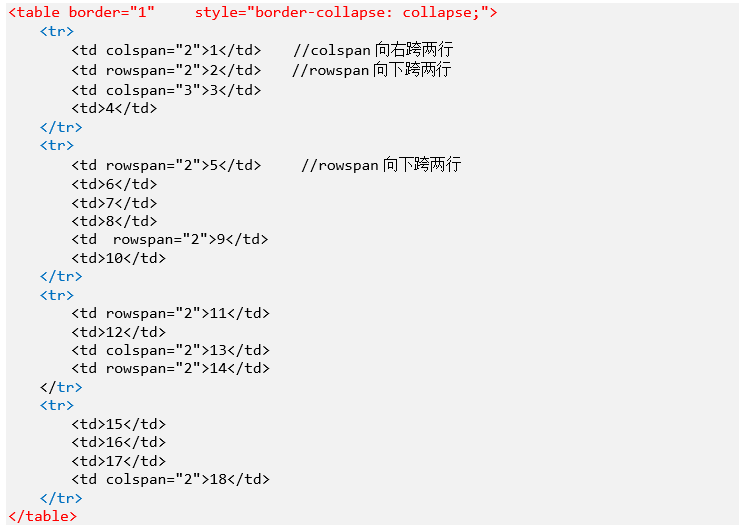 <table border="1"     style="border-collapse: collapse;">
    <tr>
        <td colspan="2">1</td>    //colspan 向右跨两行
        <td rowspan="2">2</td>    //rowspan 向下跨两行
        <td colspan="3">3</td>
        <td>4</td>
    </tr>
    <tr>
        <td rowspan="2">5</td>     //rowspan 向下跨两行
        <td>6</td>
        <td>7</td>
        <td>8</td>
        <td  rowspan="2">9</td>
        <td>10</td>
    </tr>
    <tr>
        <td rowspan="2">11</td>
        <td>12</td>
        <td colspan="2">13</td>
        <td rowspan="2">14</td>
    </tr>
    <tr>
        <td>15</td>
        <td>16</td>
        <td>17</td>
        <td colspan="2">18</td>
    </tr>
</table>